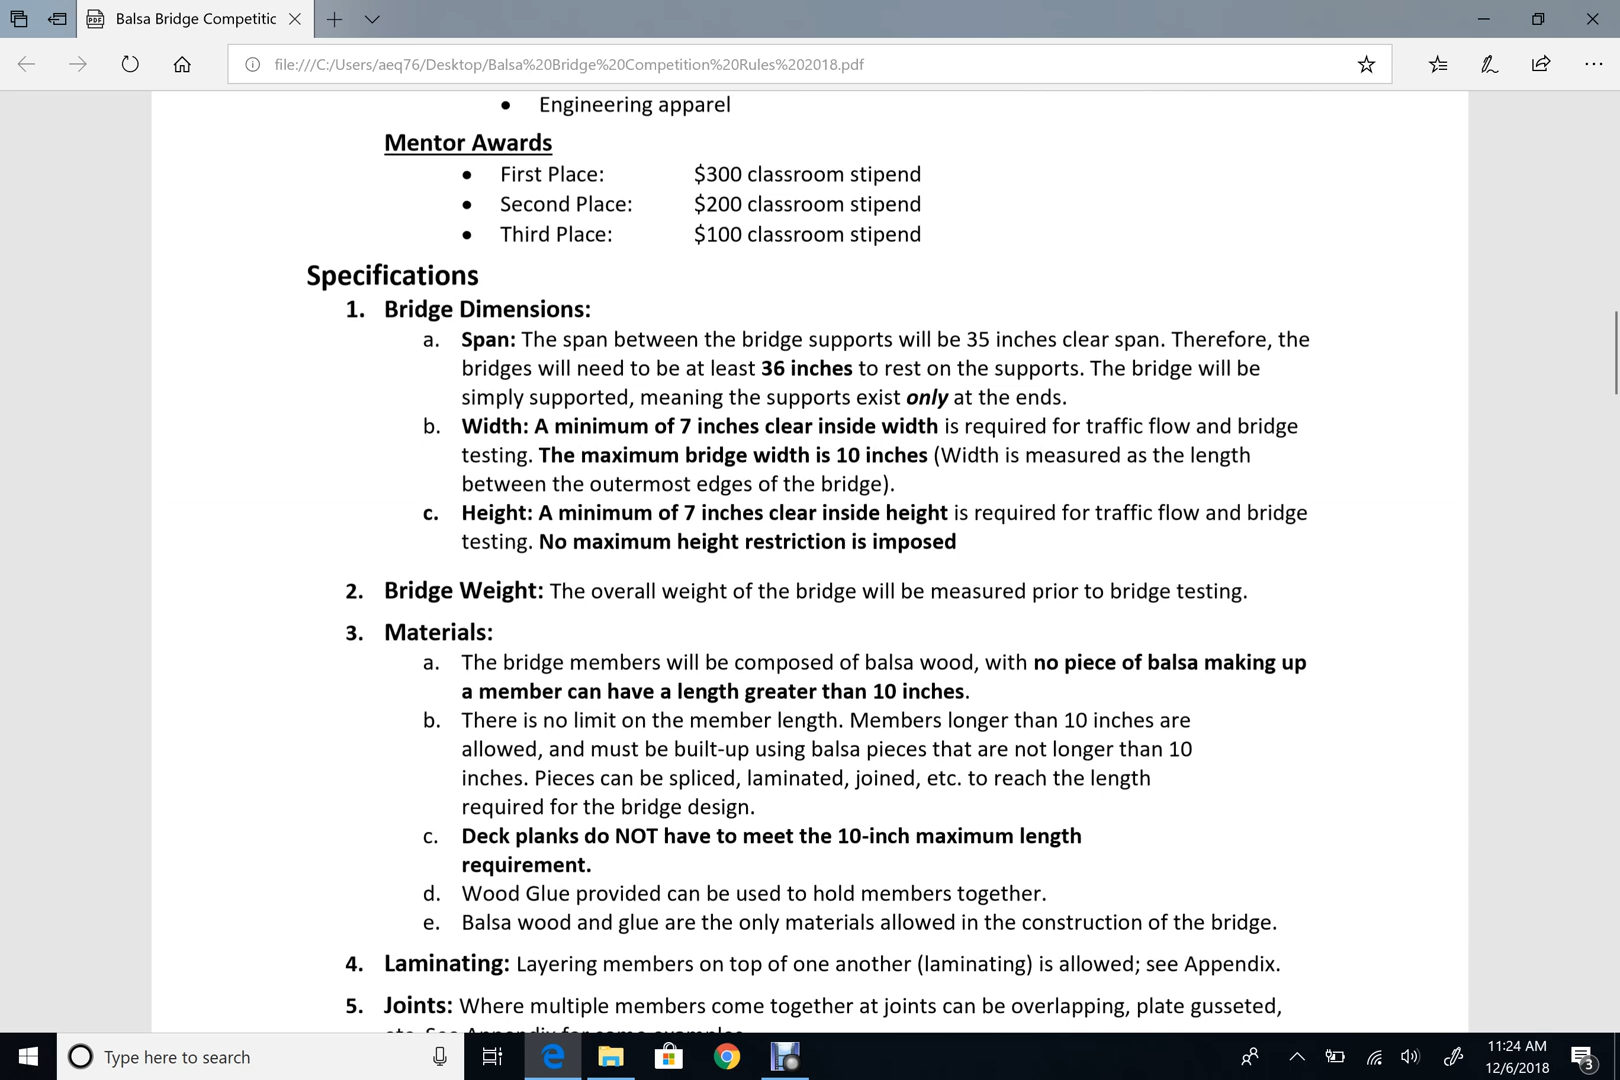 Balsa Bridge Competitic
file:///C:/Users/aeq76/Desktop/Balsa%20Bridge%20Competition%20Rules%202018.pdf
• Engineering apparel
Mentor Awards
• First Place: $300 classroom stipend
• Second Place: $200 classroom stipend
• Third Place: $100 classroom stipend
Specifications
1. Bridge Dimensions:
a. Span: The span between the bridge supports will be 35 inches clear span. Therefore, the
bridges will need to be at least 36 inches to rest on the supports. The bridge will be
simply supported, meaning the supports exist only at the ends.
b. Width: A minimum of 7 inches clear inside width is required for traffic flow and bridge
testing. The maximum bridge width is 10 inches (Width is measured as the length
between the outermost edges of the bridge).
c. Height: A minimum of 7 inches clear inside height is required for traffic flow and bridge
testing. No maximum height restriction is imposed
2. Bridge Weight: The overall weight of the bridge will be measured prior to bridge testing.
3. Materials:
a. The bridge members will be composed of balsa wood, with no piece of balsa making up
a member can have a length greater than 10 inches.
b. There is no limit on the member length. Members longer than 10 inches are
allowed, and must be built-up using balsa pieces that are not longer than 10
inches. Pieces can be spliced, laminated, joined, etc. to reach the length
required for the bridge design.
c. Deck planks do NOT have to meet the 10-inch maximum length
requirement.
d. Wood Glue provided can be used to hold members together.
e. Balsa wood and glue are the only materials allowed in the construction of the bridge.
4. Laminating: Layering members on top of one another (laminating) is allowed; see Appendix.
5. Joints: Where multiple members come together at joints can be overlapping, plate gusseted,
etc. See Appendix for some examples.
Type here to search
11:24 AM
12/6/2018
3